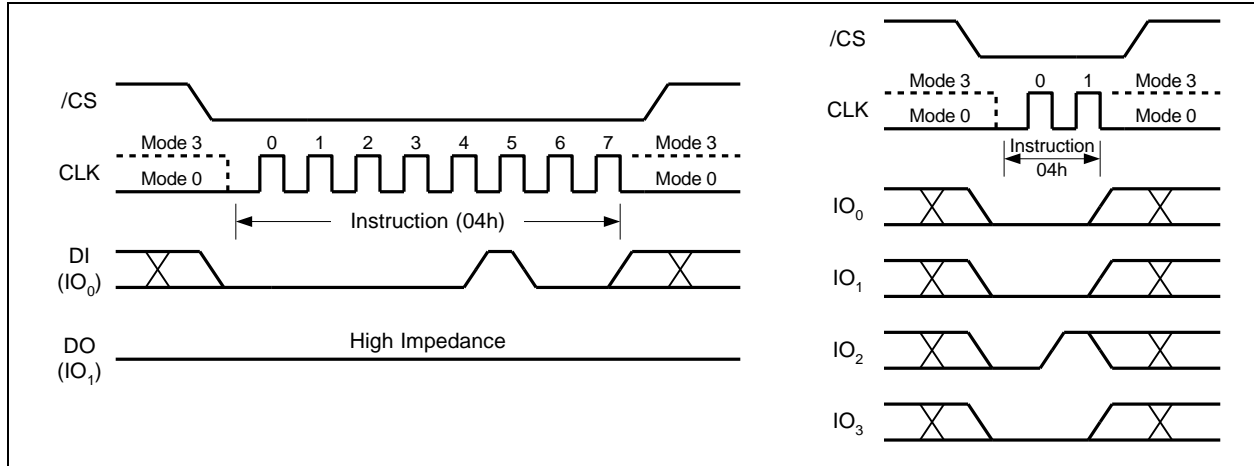 /CS
Mode 3 0 1 2 3 4 5 6 7 Mode 3
CLK Mode 0 Mode 0
Instruction (04h)
DI
(IO0)
High Impedance
DO
(IO1)
/CS
Mode 3 0 1 Mode 3
CLK Mode 0 Mode 0
Instruction
04h
IO0
IO1
IO2
IO3